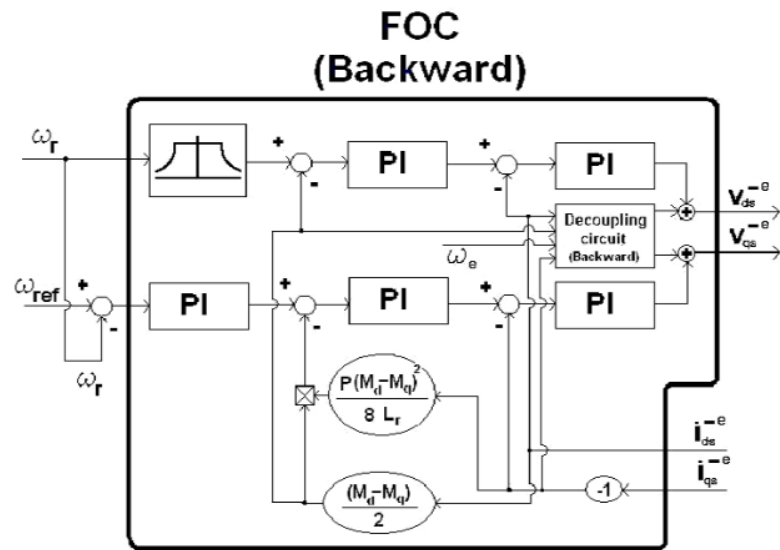 FOC
(Backward)
ω_r
+
-
PI
+
-
PI
+
v_ds^-e
Decoupling
circuit
(Backward)
ω_e
+
v_qs^-e
ω_ref
+
-
PI
+
-
PI
+
-
PI
ω_r
P(M_d-M_q)^2
8 L_r
(M_d-M_q)
2
i_ds^-e
i_qs^-e
-1